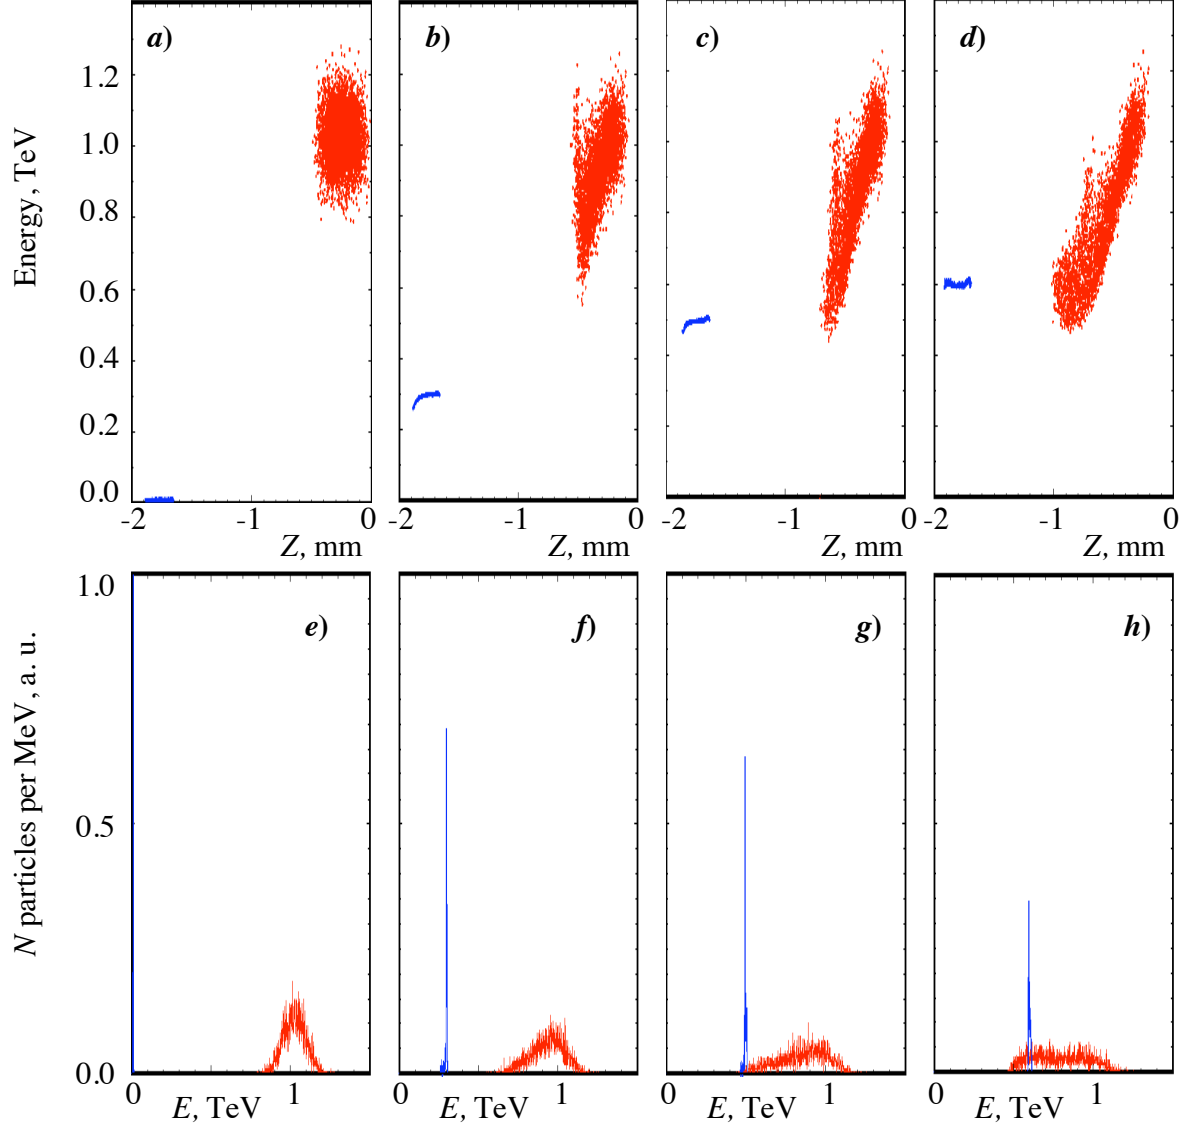 a)
b)
c)
d)
Energy, TeV
1.2
1.0
0.8
0.6
0.4
0.2
0.0
-2 -1 0 -2 -1 0 -2 -1 0 -2 -1 0
Z, mm Z, mm Z, mm Z, mm
e)
f)
g)
h)
N particles per MeV, a. u.
1.0
0.5
0.0
0 1 0 1 0 1 0 1
E, TeV E, TeV E, TeV E, TeV